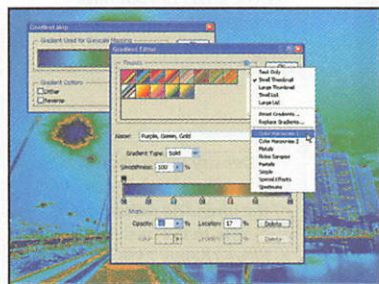 Gradient Map
Gradient Used for Grayscale Mapping
Gradient Options
Dither
Reverse
Gradient Editor
Presets
Text Only
Small Thumbnail
Large Thumbnail
Small List
Large List
Reset Gradients...
Replace Gradients...
Color Harmonies 1
Color Harmonies 2
Metals
Noise Samples
Pastels
Simple
Special Effects
Spectrums
Name: Purple, Green, Gold
Gradient Type: Solid
Smoothness: 100 %
Stops
Opacity: % Location: 17 % Delete
Color: Location: % Delete